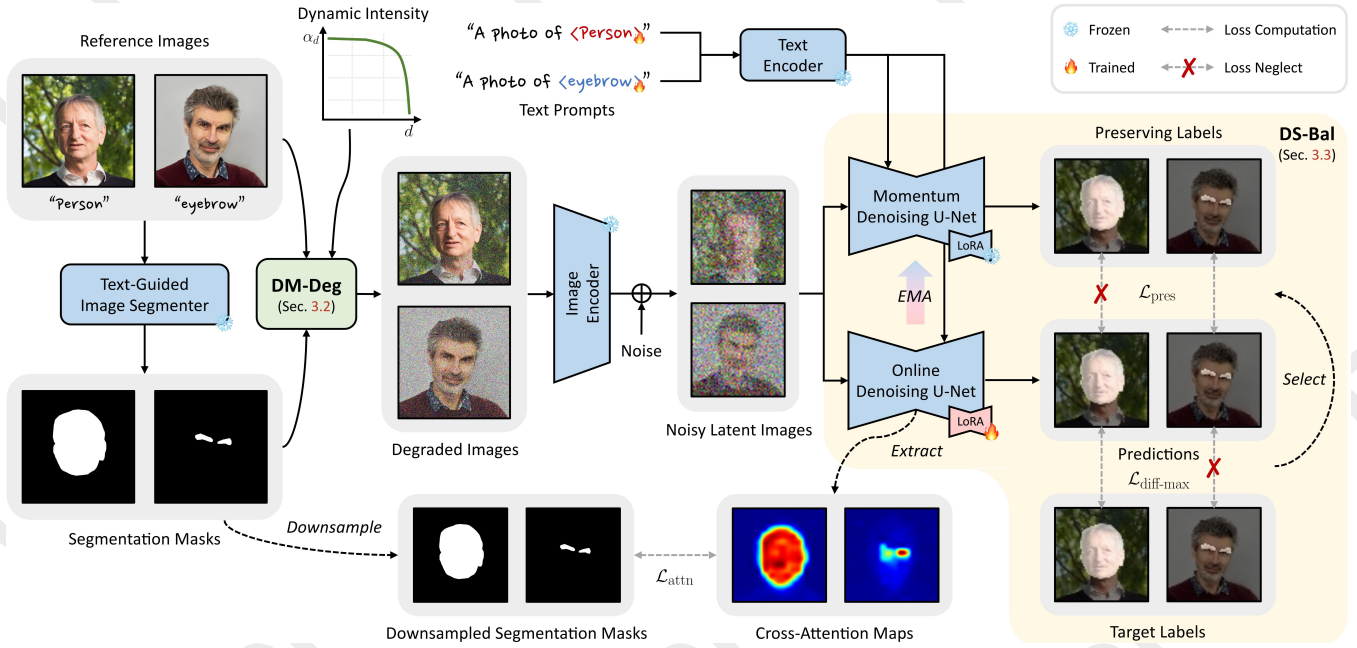 Dynamic Intensity
α_d
d
Reference Images
"Person"
"eyebrow"
"A photo of <Person>"
"A photo of <eyebrow>"
Text Prompts
Text
Encoder
Frozen
Trained
Loss Computation
Loss Neglect
Text-Guided
Image Segmenter
DM-Deg
(Sec. 3.2)
Degraded Images
Image
Encoder
Noise
Noisy Latent Images
Momentum
Denoising U-Net
LoRA
EMA
Online
Denoising U-Net
LoRA
Extract
Preserving Labels
DS-Bal
(Sec. 3.3)
ℒ_pres
Select
Predictions
ℒ_diff-max
Target Labels
Segmentation Masks
Downsample
Downsampled Segmentation Masks
ℒ_attn
Cross-Attention Maps